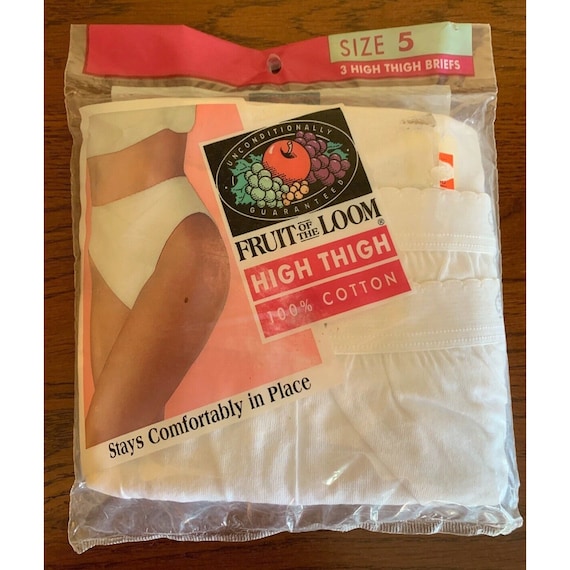 SIZE 5
3 HIGH THIGH BRIEFS
UNCONDITIONALLY
GUARANTEED
FRUIT OF THE LOOM®
HIGH THIGH
100% COTTON
Stays Comfortably in Place